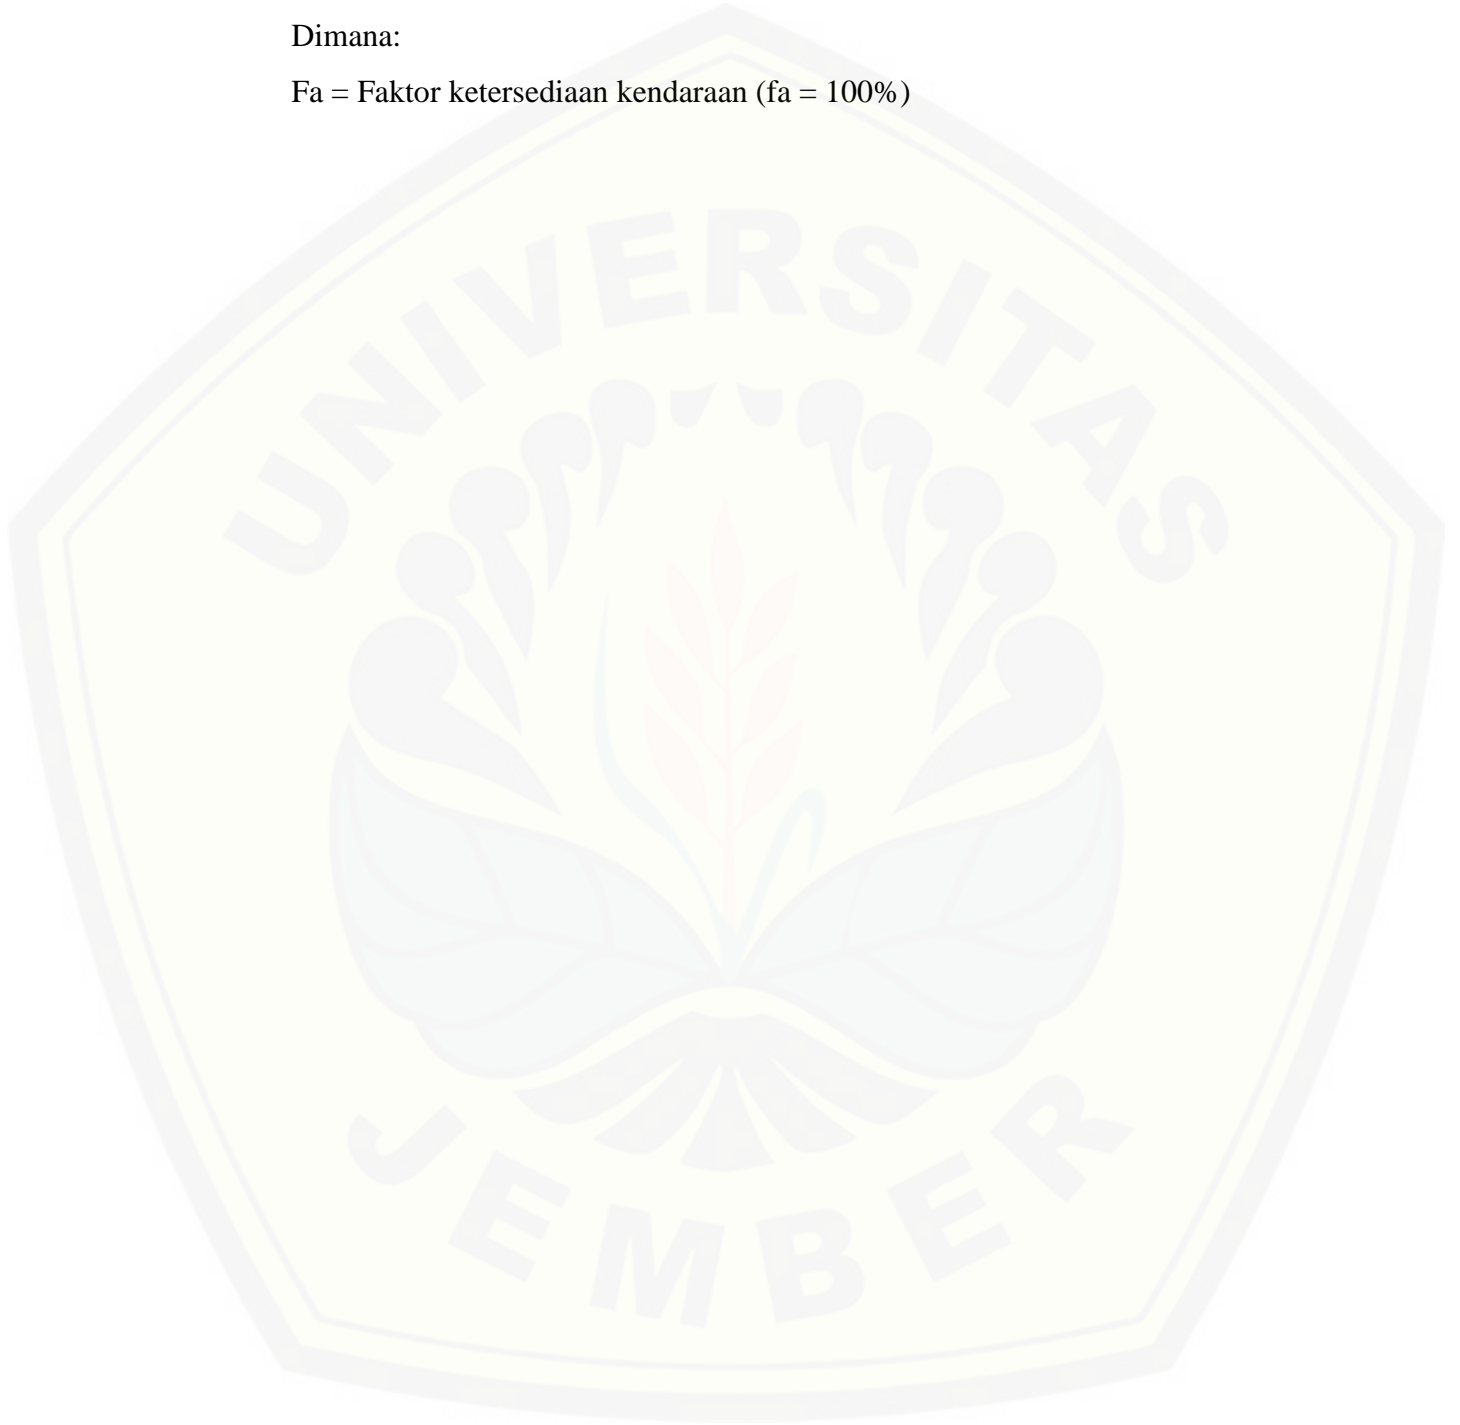 Dimana:
Fa = Faktor ketersediaan kendaraan (fa = 100%)
UNIVERSITAS
JEMBER